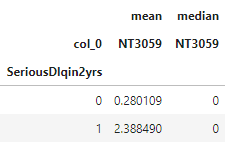 mean median
col_0 NT3059 NT3059
SeriousDlqin2yrs
0 0.280109 0
1 2.388490 0